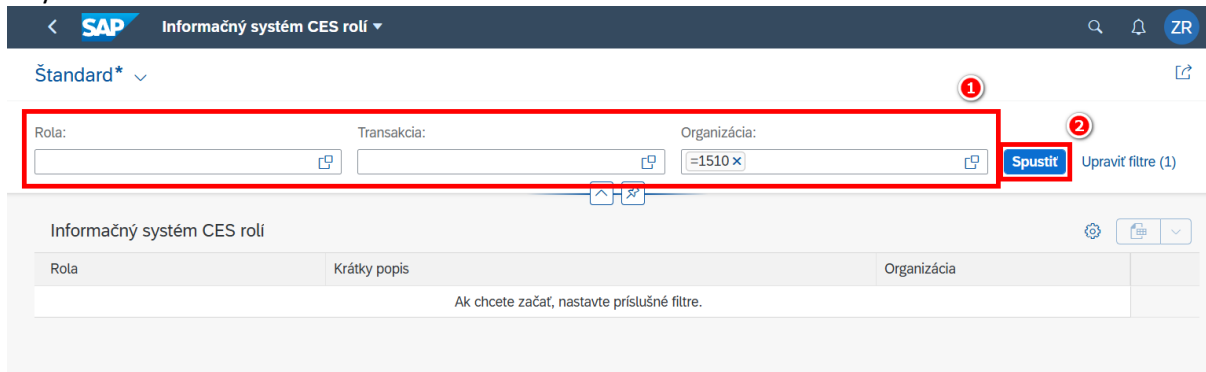 SAP Informačný systém CES rolí
ZR
Štandard*
1
Rola: Transakcia: Organizácia:
2
=1510 × Spustiť Upraviť filtre (1)
Informačný systém CES rolí
Rola Krátky popis Organizácia
Ak chcete začať, nastavte príslušné filtre.